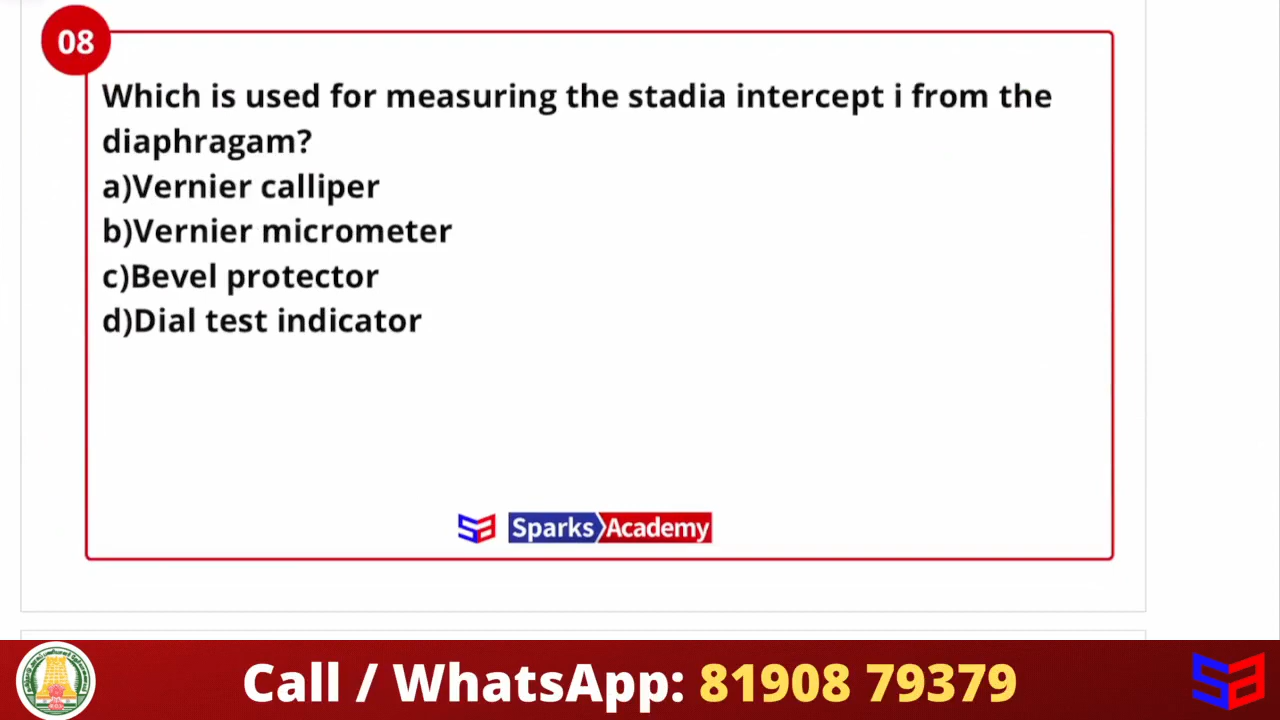 08
Which is used for measuring the stadia intercept i from the
diaphragam?
a)Vernier calliper
b)Vernier micrometer
c)Bevel protector
d)Dial test indicator
Sparks Academy
Call / WhatsApp: 81908 79379